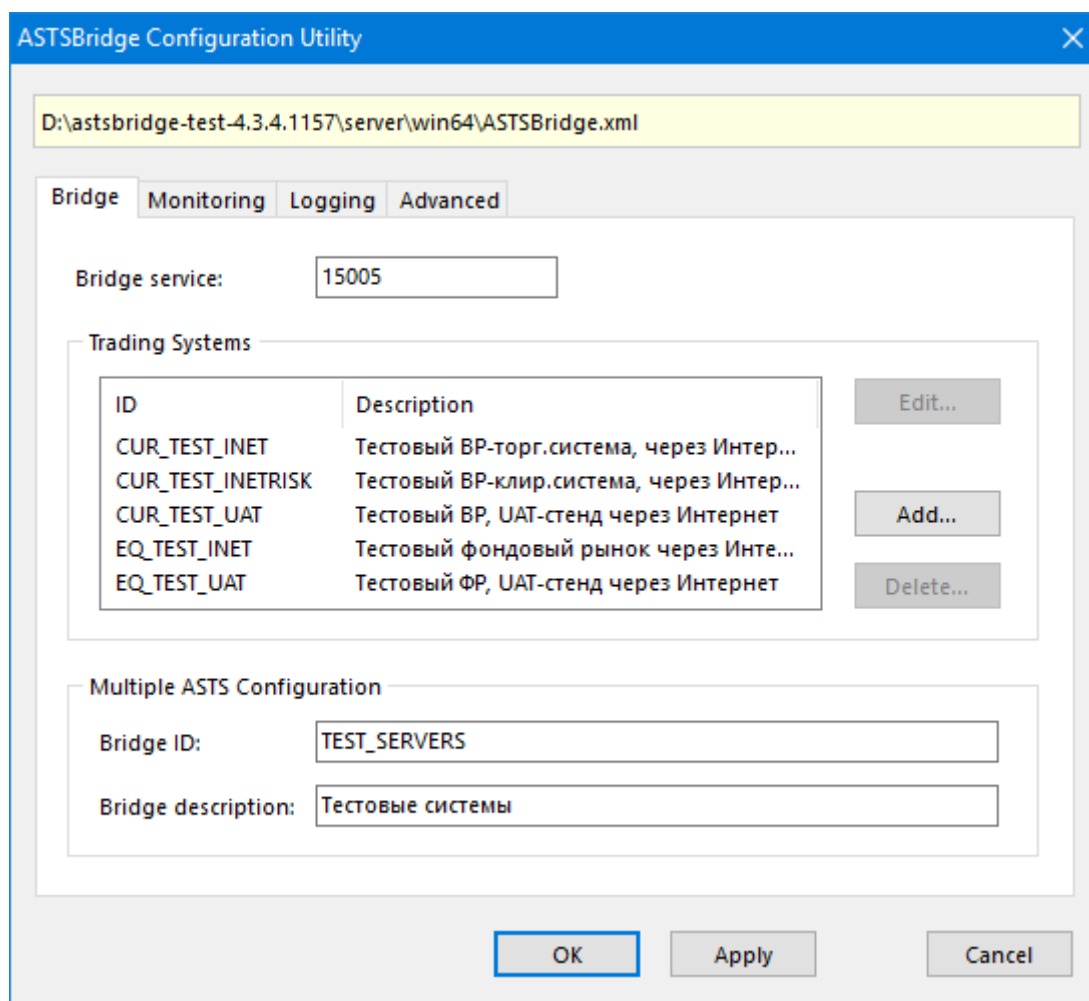 ASTSBridge Configuration Utility
D:\astsbridge-test-4.3.4.1157\server\win64\ASTSBridge.xml
Bridge Monitoring Logging Advanced
Bridge service: 15005
Trading Systems
ID Description
Edit...
CUR_TEST_INET Тестовый ВР-торг.система, через Интер...
CUR_TEST_INETRISK Тестовый ВР-клир.система, через Интер...
CUR_TEST_UAT Тестовый ВР, UAT-стенд через Интернет
Add...
EQ_TEST_INET Тестовый фондовый рынок через Инте...
EQ_TEST_UAT Тестовый ФР, UAT-стенд через Интернет
Delete...
Multiple ASTS Configuration
Bridge ID: TEST_SERVERS
Bridge description: Тестовые системы
OK Apply Cancel